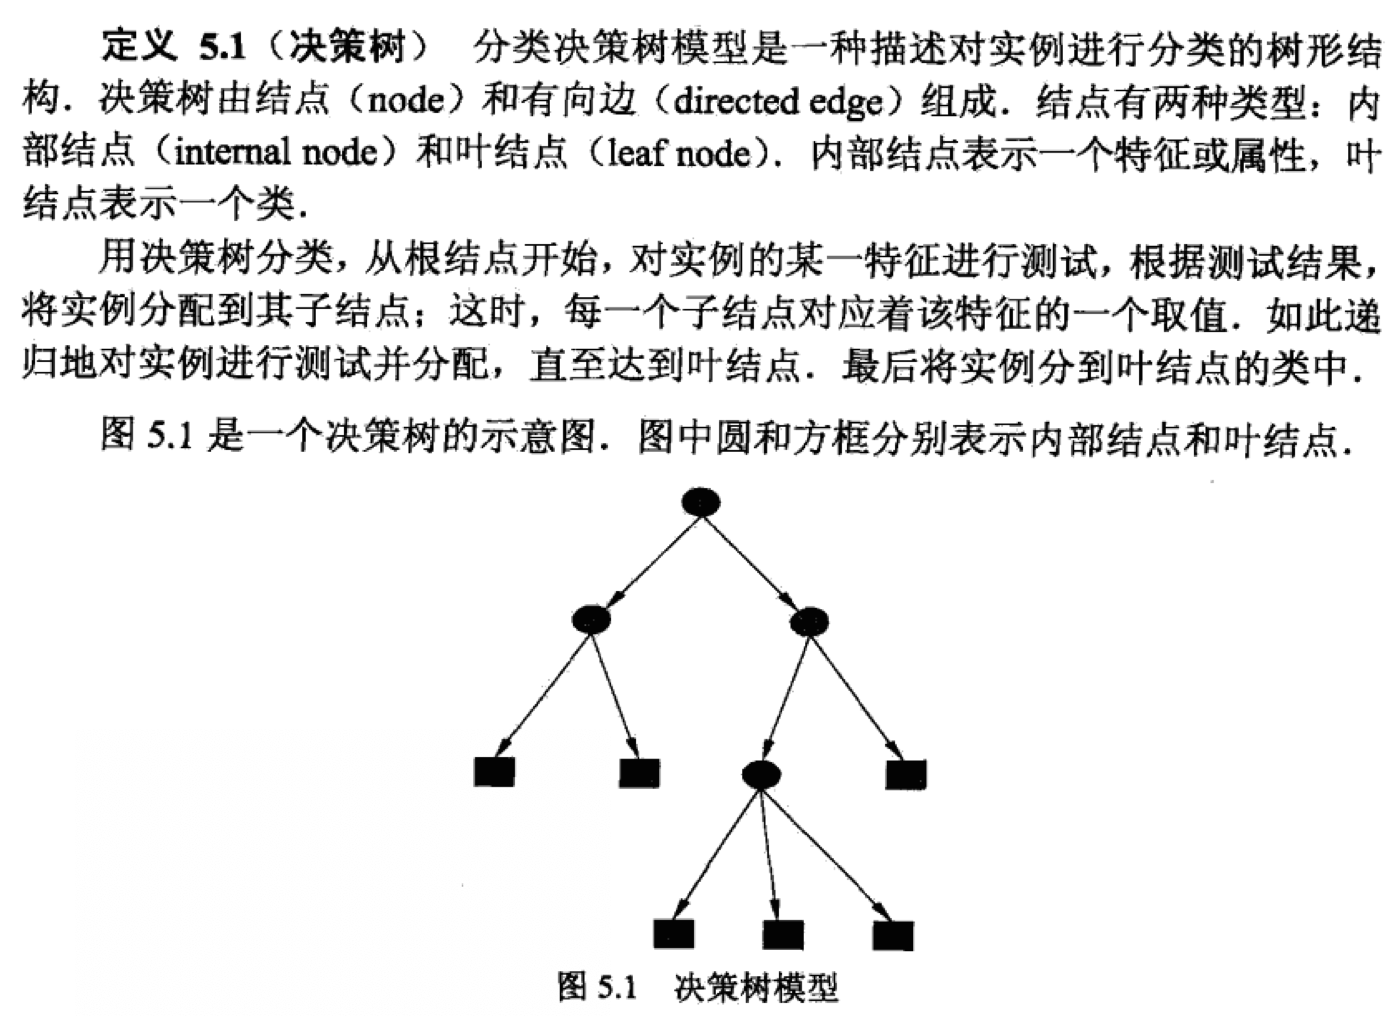 定义 5.1（决策树） 分类决策树模型是一种描述对实例进行分类的树形结
构．决策树由结点（node）和有向边（directed edge）组成．结点有两种类型：内
部结点（internal node）和叶结点（leaf node）．内部结点表示一个特征或属性，叶
结点表示一个类．
用决策树分类，从根结点开始，对实例的某一特征进行测试，根据测试结果，
将实例分配到其子结点；这时，每一个子结点对应着该特征的一个取值．如此递
归地对实例进行测试并分配，直至达到叶结点．最后将实例分到叶结点的类中．
图 5.1 是一个决策树的示意图．图中圆和方框分别表示内部结点和叶结点．
图 5.1 决策树模型